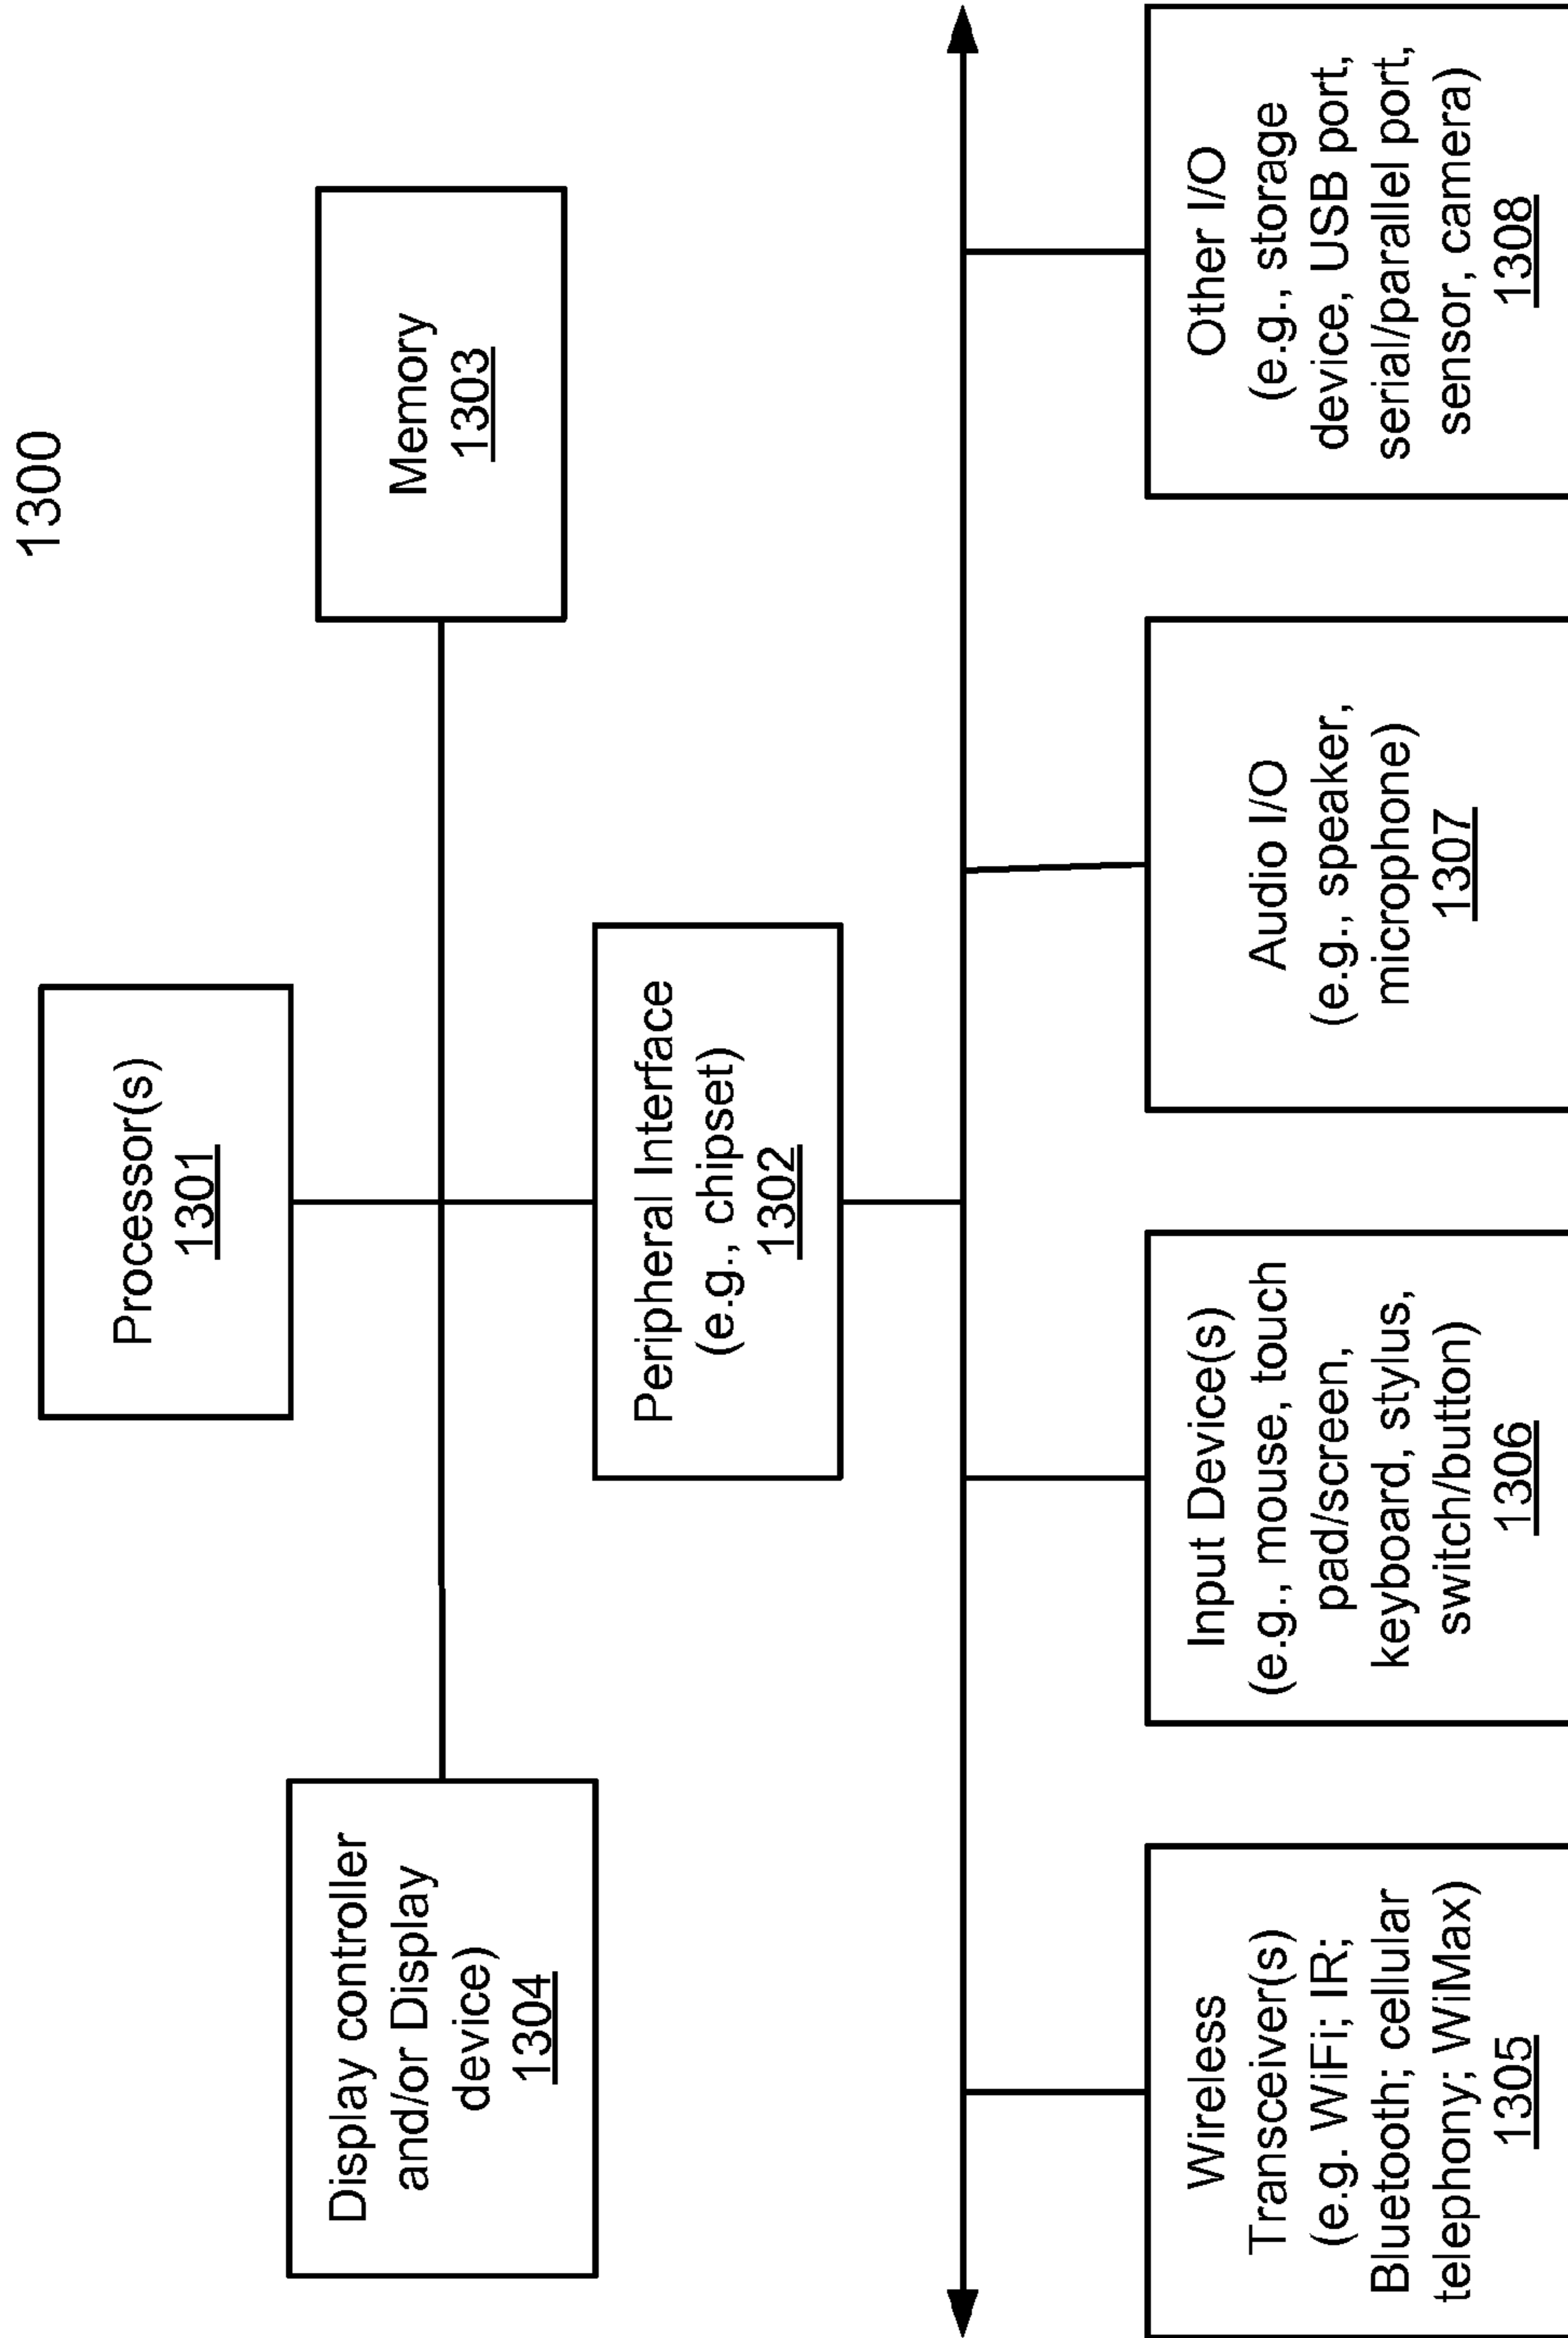 1300
Processor(s)
1301
Display controller
and/or Display
device)
1304
Memory
1303
Peripheral Interface
(e.g., chipset)
1302
Wireless
Transceiver(s)
(e.g. WiFi; IR;
Bluetooth; cellular
telephony; WiMax)
1305
Input Device(s)
(e.g., mouse, touch
pad/screen,
keyboard, stylus,
switch/button)
1306
Audio I/O
(e.g., speaker,
microphone)
1307
Other I/O
(e.g., storage
device, USB port,
serial/parallel port,
sensor, camera)
1308